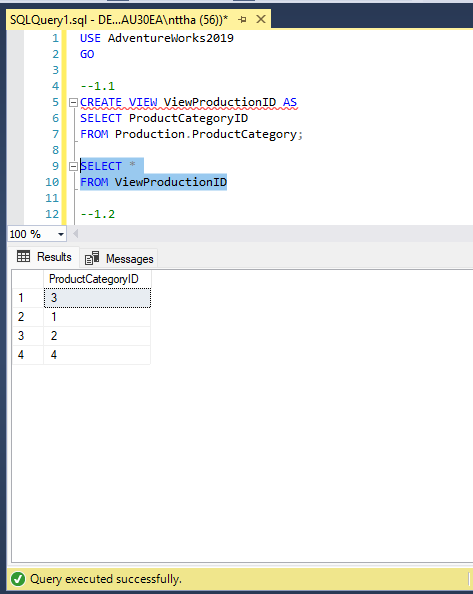 SQLQuery1.sql - DE...AU30EA\nttha (56))*
1 USE AdventureWorks2019
2 GO
3
4 --1.1
5 CREATE VIEW ViewProductionID AS
6 SELECT ProductCategoryID
7 FROM Production.ProductCategory;
8
9 SELECT *
10 FROM ViewProductionID
11
12 --1.2
100 %
Results Messages
ProductCategoryID
1 3
2 1
3 2
4 4
Query executed successfully.